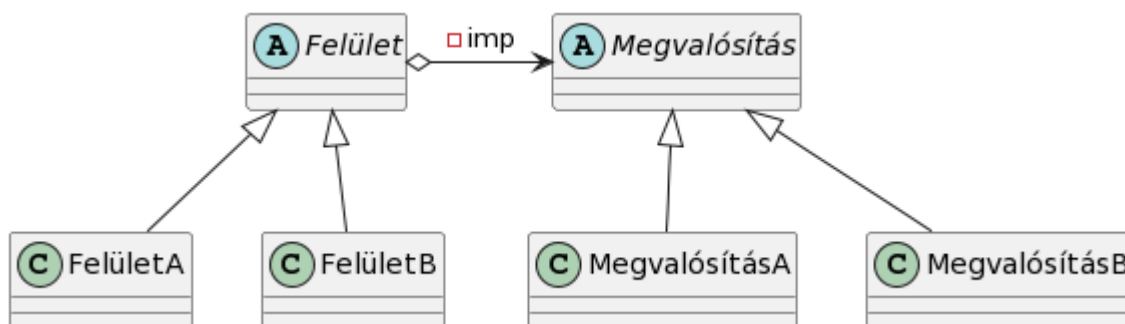 A Felület
imp
A Megvalósítás
C FelületA
C FelületB
C MegvalósításA
C MegvalósításB